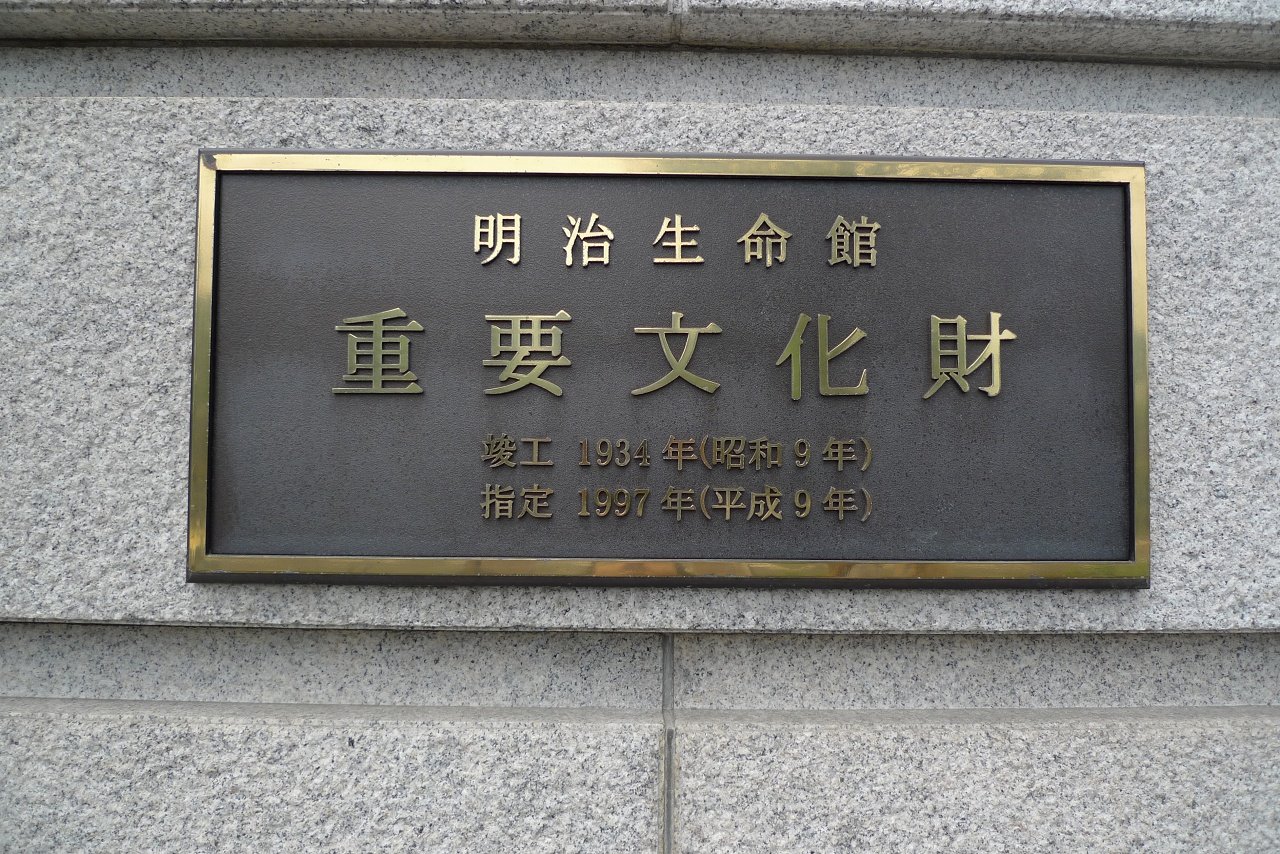 明治生命館
重要文化財
竣工 1934年(昭和9年)
指定 1997年(平成9年)